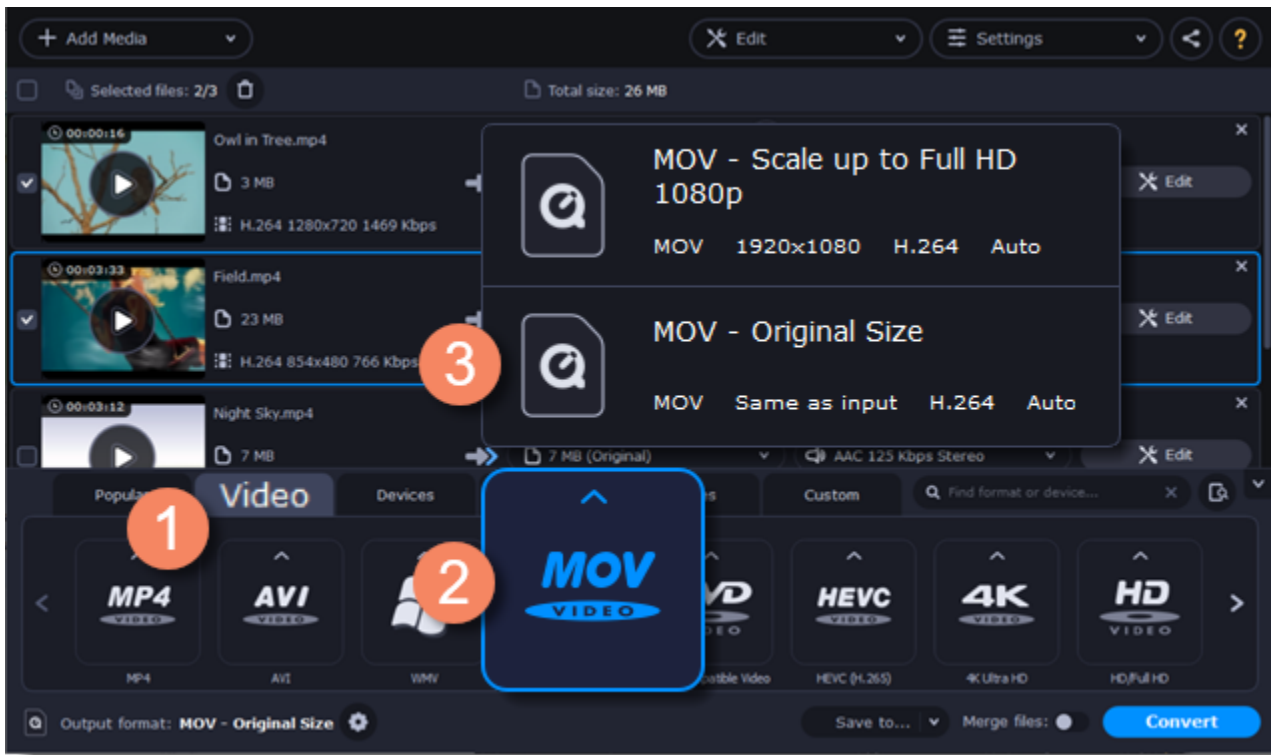 + Add Media
Edit
Settings
?
Selected files: 2/3
Total size: 26 MB
00:00:16
Owl in Tree.mp4
3 MB
H.264 1280x720 1469 Kbps
MOV - Scale up to Full HD
1080p
MOV 1920x1080 H.264 Auto
Edit
00:03:33
Field.mp4
23 MB
H.264 854x480 766 Kbps
3
MOV - Original Size
MOV Same as input H.264 Auto
Edit
00:03:12
Night Sky.mp4
7 MB
7 MB (Original)
AAC 125 Kbps Stereo
Edit
Video
Devices
Custom
Find format or device...
1
2
MP4
VIDEO
MP4
AVI
VIDEO
AVI
WMV
MOV
VIDEO
HEVC
VIDEO
HEVC (H.265)
4K
VIDEO
4K Ultra HD
HD
VIDEO
HD/Full HD
Video
Output format: MOV - Original Size
Save to...
Merge files:
Convert